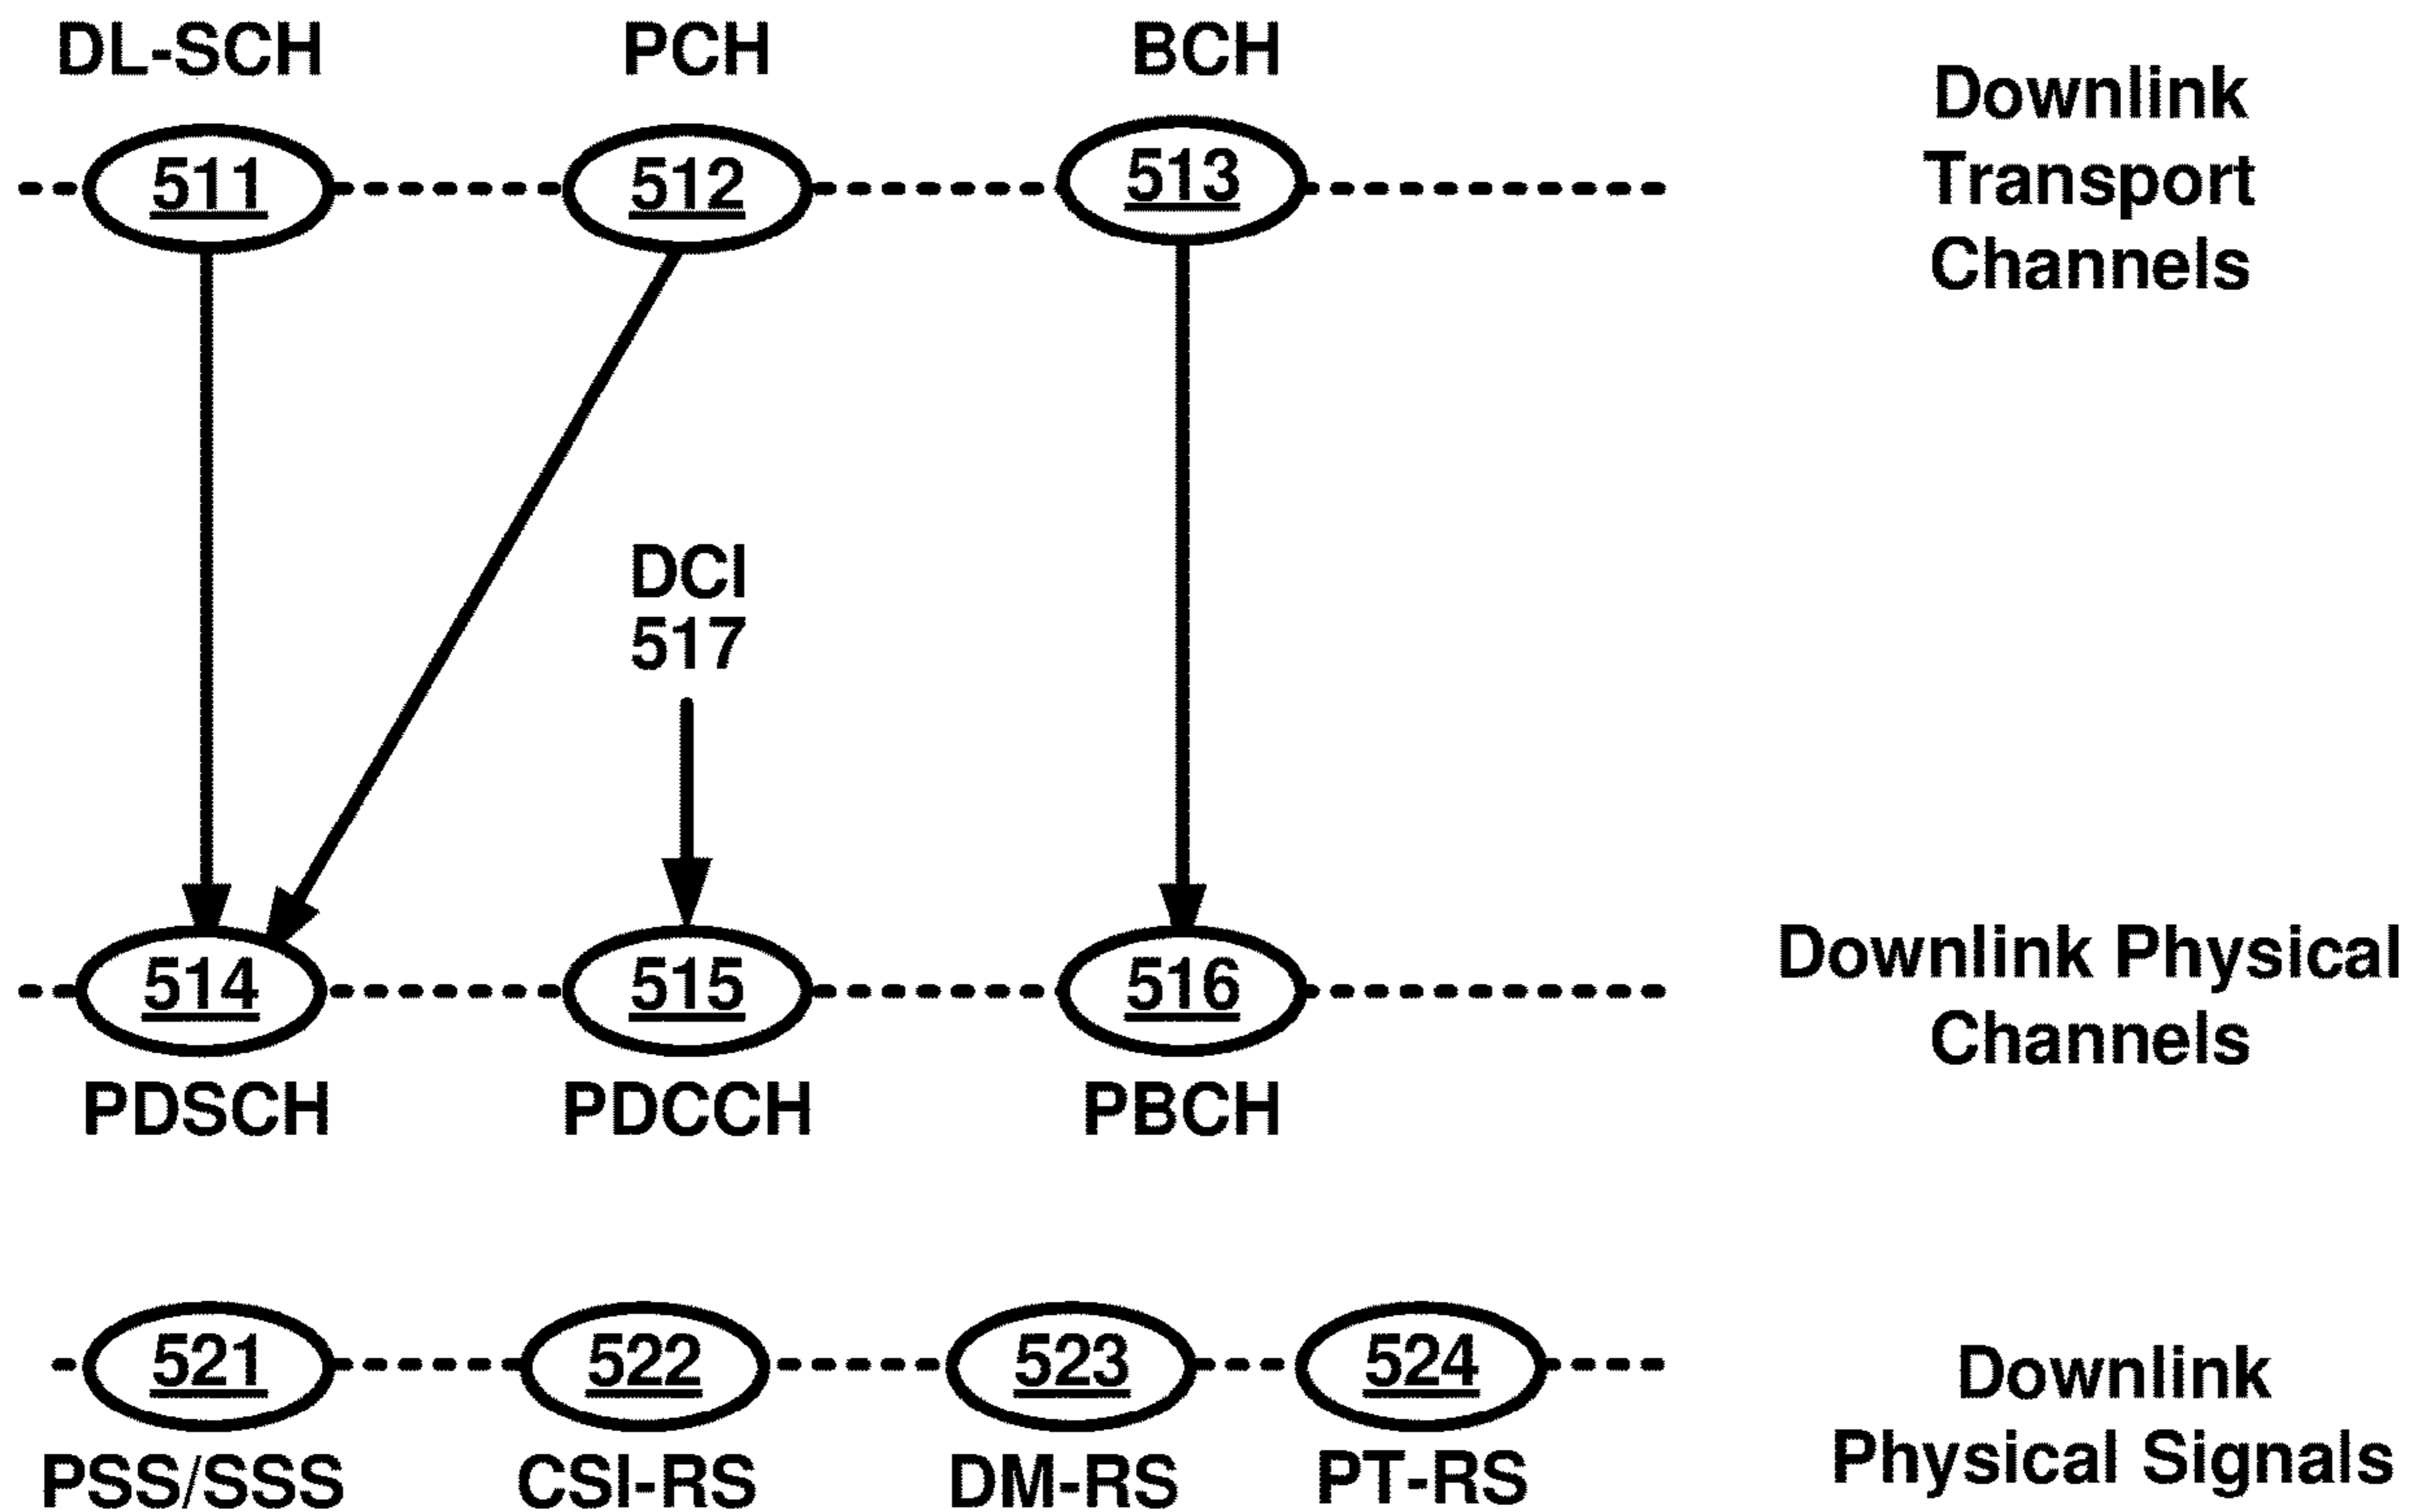 DL-SCH
PCH
BCH
511
512
513
Downlink
Transport
Channels
DCI
517
514
515
516
Downlink Physical
Channels
PDSCH
PDCCH
PBCH
521
522
523
524
Downlink
Physical Signals
PSS/SSS
CSI-RS
DM-RS
PT-RS